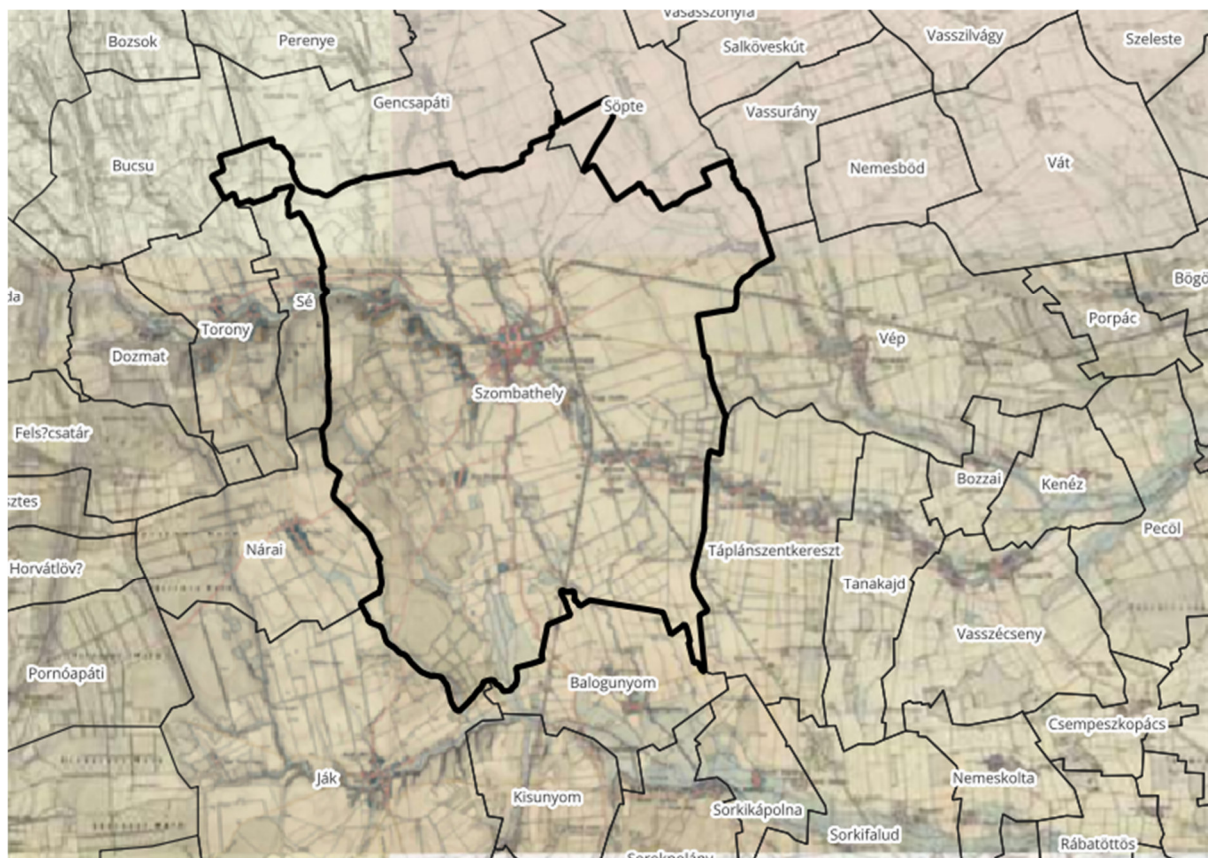 Vasasszonyfa
Bozsok
Perenye
Salköveskút
Vasszilvágy
Szeleste
Gencsapáti
Söpte
Vassurány
Bucsu
Nemesbőd
Vát
Bögö
da
Sé
Torony
Porpác
Dozmat
Vép
Szombathely
Fels?csatár
Bozzai
Kenéz
sztes
Pecöl
Nárai
Táplánszentkereszt
Horvátlöv?
Tanakajd
Vasszécseny
Pornóapáti
Balogunyom
Csempeszkopács
Ják
Nemeskolta
Kisunyom
Sorkikápolna
Sorkifalud
Rábatöttös
Sorokpolány